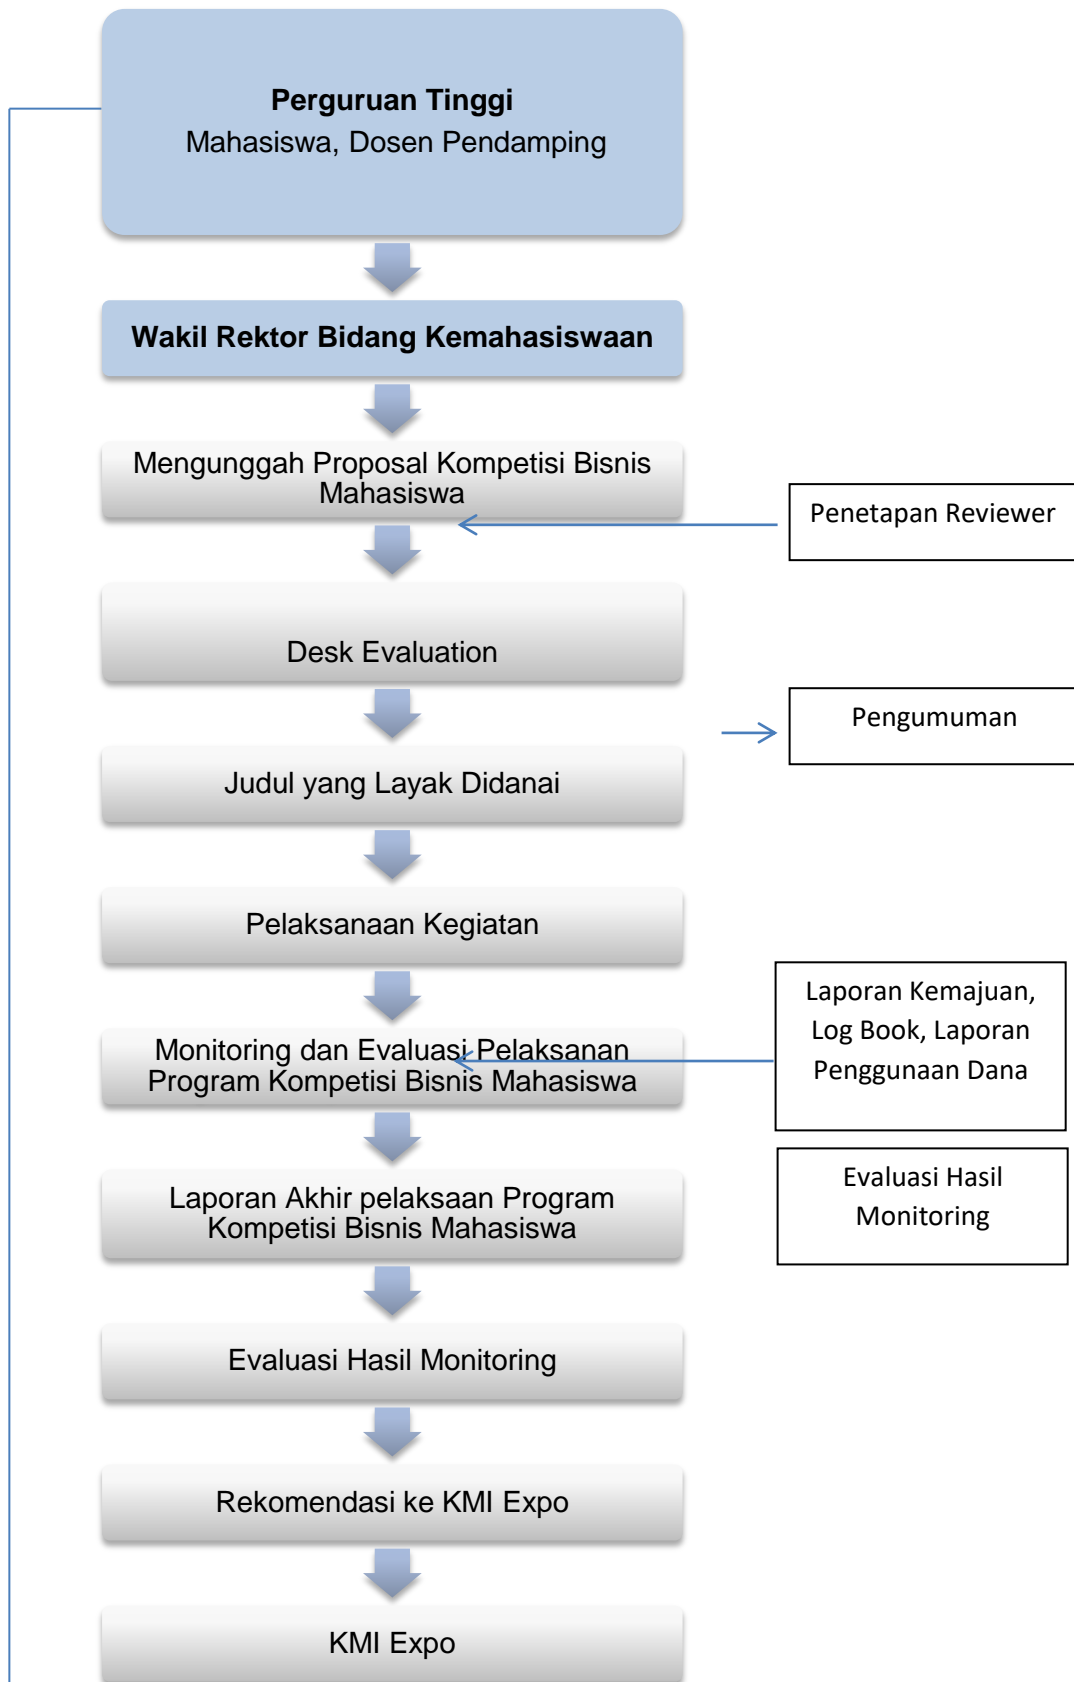 Perguruan Tinggi
Mahasiswa, Dosen Pendamping
Wakil Rektor Bidang Kemahasiswaan
Mengunggah Proposal Kompetisi Bisnis
Mahasiswa
Penetapan Reviewer
Desk Evaluation
Pengumuman
Judul yang Layak Didanai
Pelaksanaan Kegiatan
Monitoring dan Evaluasi Pelaksanan
Program Kompetisi Bisnis Mahasiswa
Laporan Kemajuan,
Log Book, Laporan
Penggunaan Dana
Laporan Akhir pelaksaan Program
Kompetisi Bisnis Mahasiswa
Evaluasi Hasil
Monitoring
Evaluasi Hasil Monitoring
Rekomendasi ke KMI Expo
KMI Expo